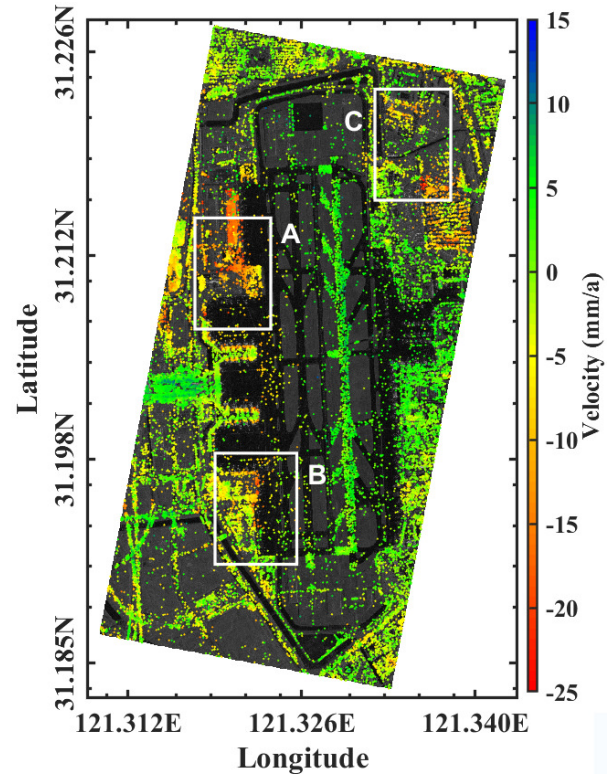 31.226N
31.212N
31.198N
31.185N
Latitude
C
A
B
121.312E
121.326E
121.340E
Longitude
15
10
5
0
-5
-10
-15
-20
-25
Velocity (mm/a)